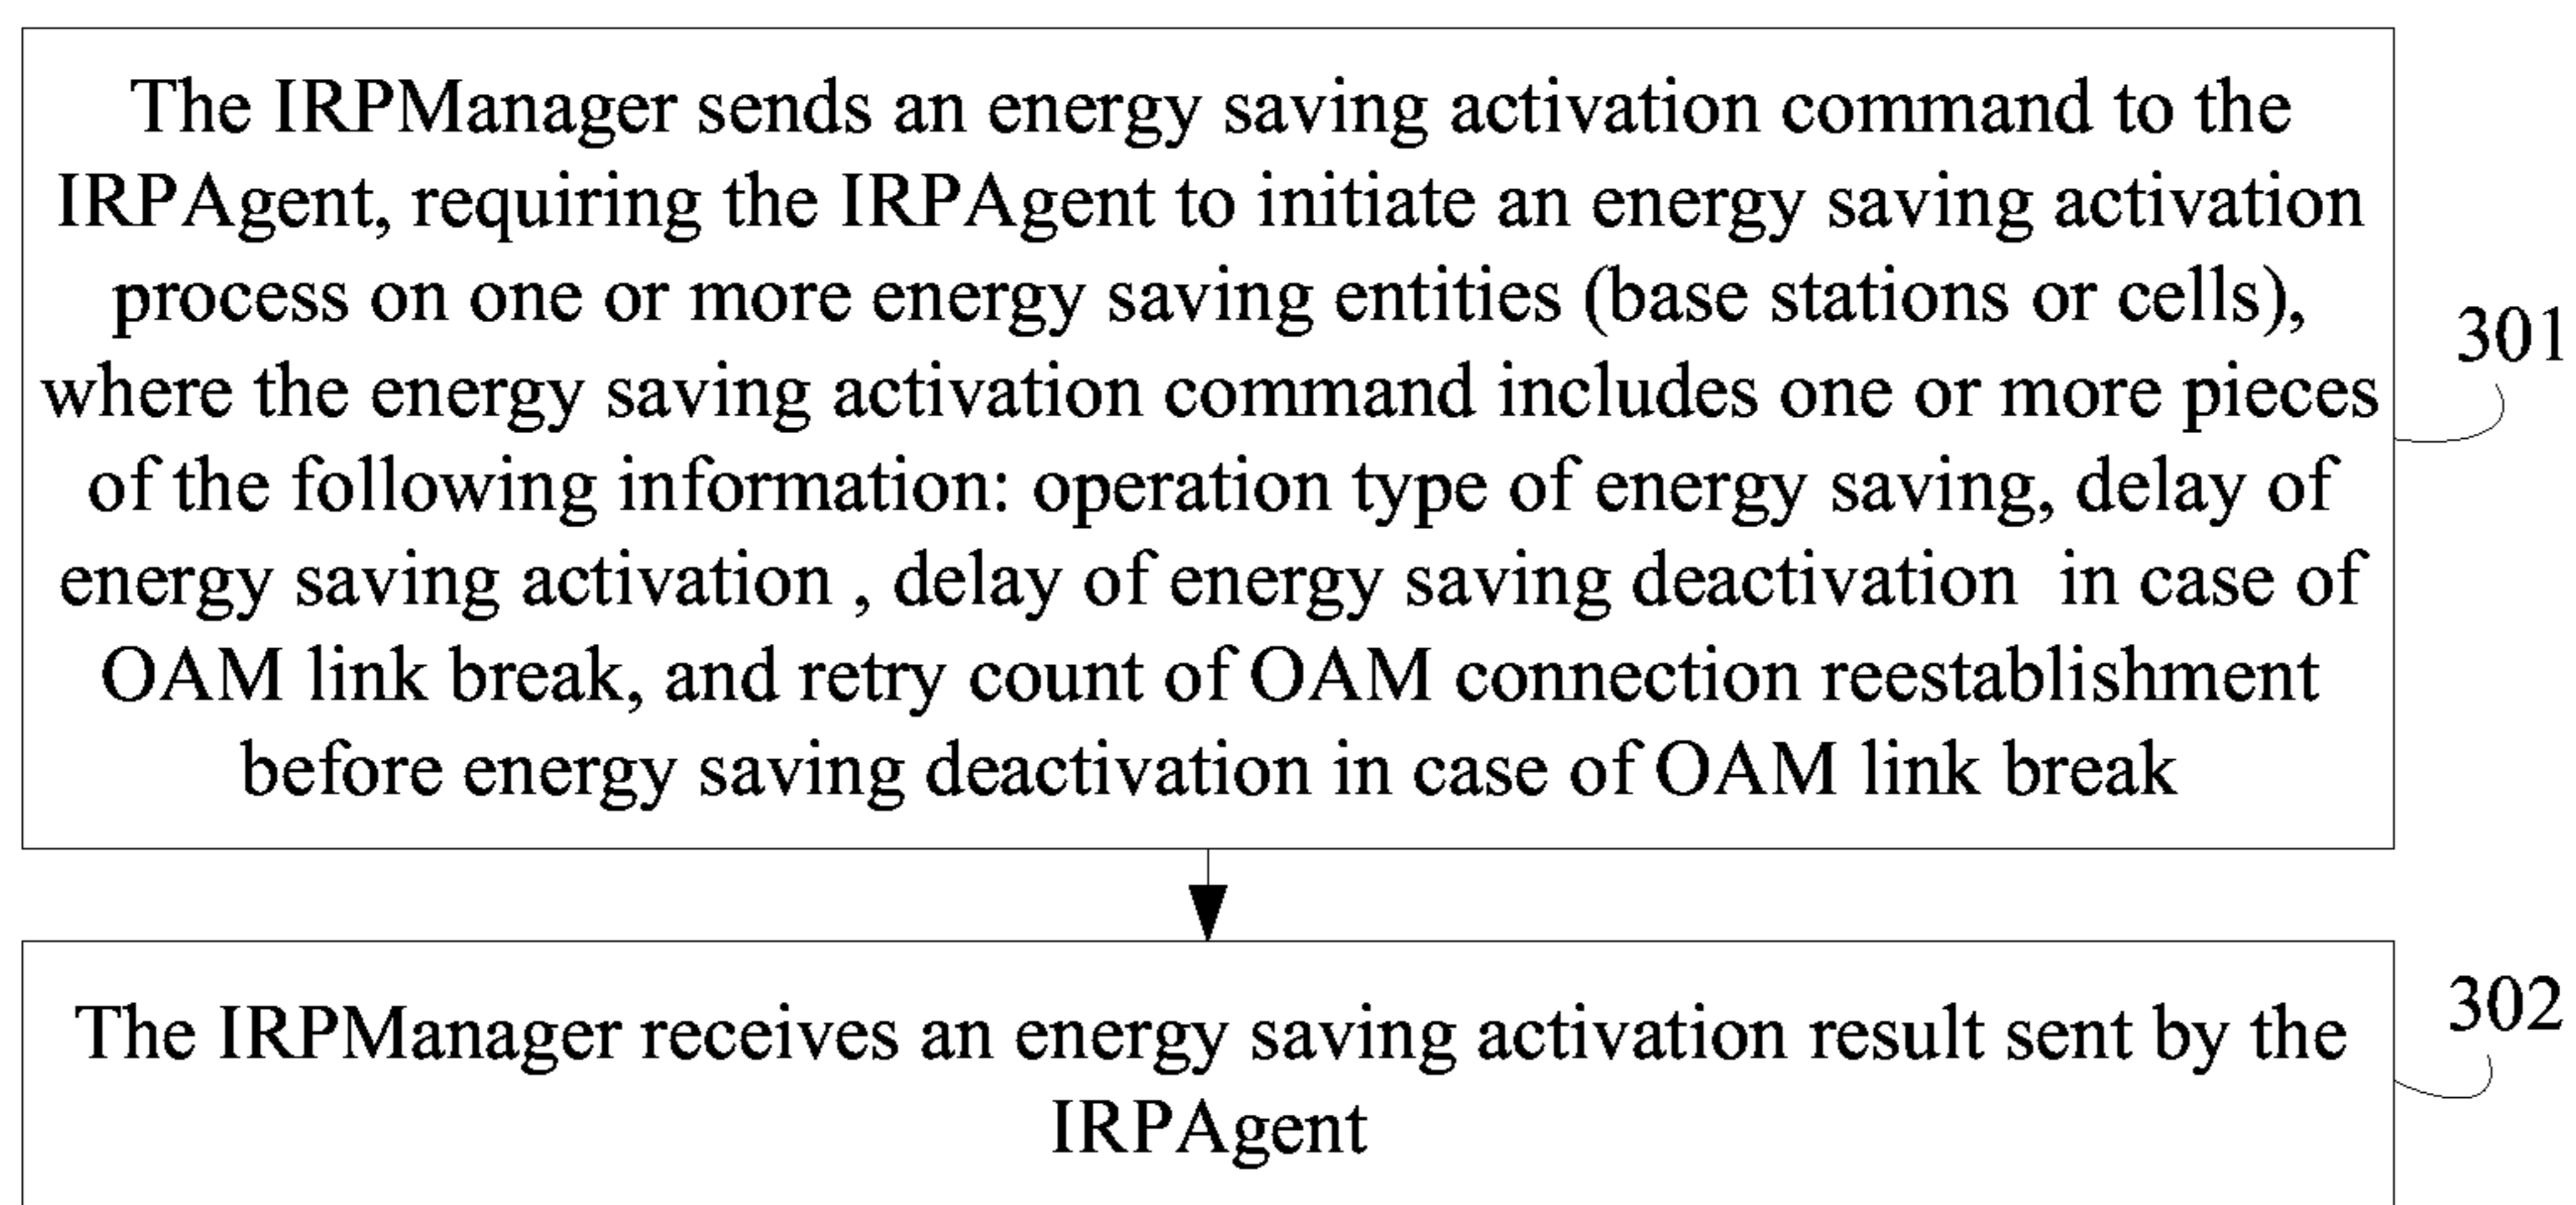 The IRPManager sends an energy saving activation command to the
IRPAgent, requiring the IRPAgent to initiate an energy saving activation
process on one or more energy saving entities (base stations or cells),
where the energy saving activation command includes one or more pieces
of the following information: operation type of energy saving, delay of
energy saving activation , delay of energy saving deactivation  in case of
OAM link break, and retry count of OAM connection reestablishment
before energy saving deactivation in case of OAM link break
301
The IRPManager receives an energy saving activation result sent by the
IRPAgent
302